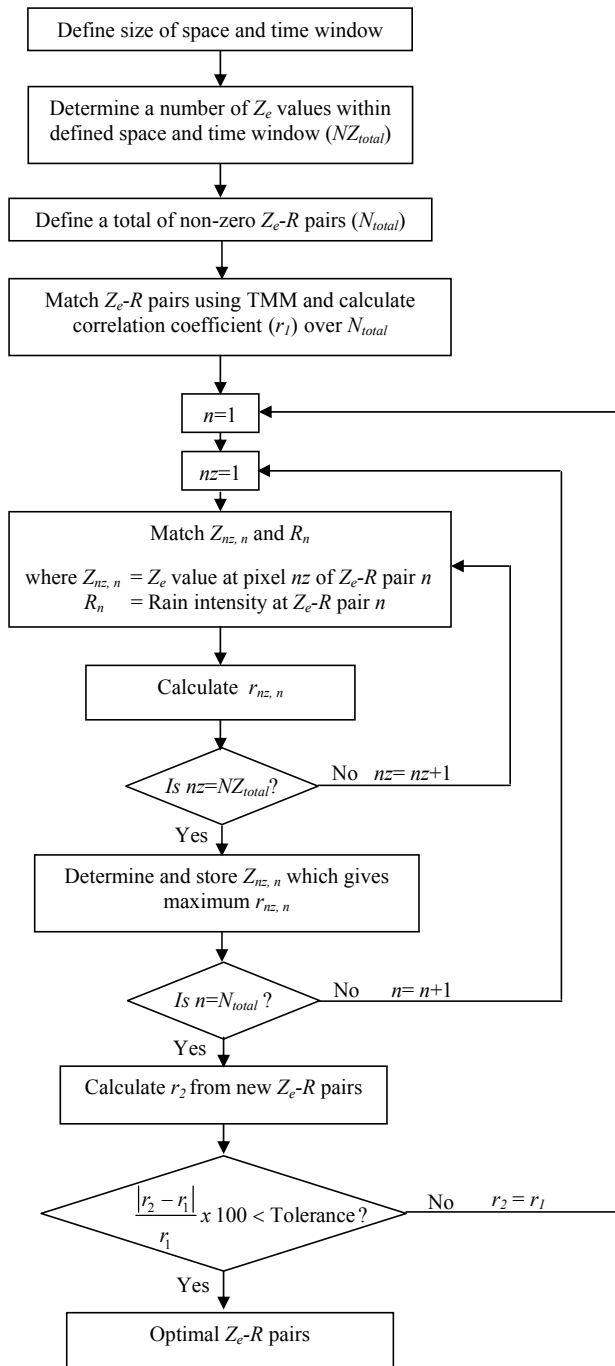 Define size of space and time window
Determine a number of Ze values within
defined space and time window (NZtotal)
Define a total of non-zero Ze-R pairs (Ntotal)
Match Ze-R pairs using TMM and calculate
correlation coefficient (r1) over Ntotal
n=1
nz=1
Match Znz, n and Rn
where Znz, n = Ze value at pixel nz of Ze-R pair n
Rn = Rain intensity at Ze-R pair n
Calculate rnz, n
Is nz=NZtotal?
No nz= nz+1
Yes
Determine and store Znz, n which gives
maximum rnz, n
Is n=Ntotal ?
No n= n+1
Yes
Calculate r2 from new Ze-R pairs
|r2 − r1| / r1 x 100 < Tolerance ?
No r2 = r1
Yes
Optimal Ze-R pairs